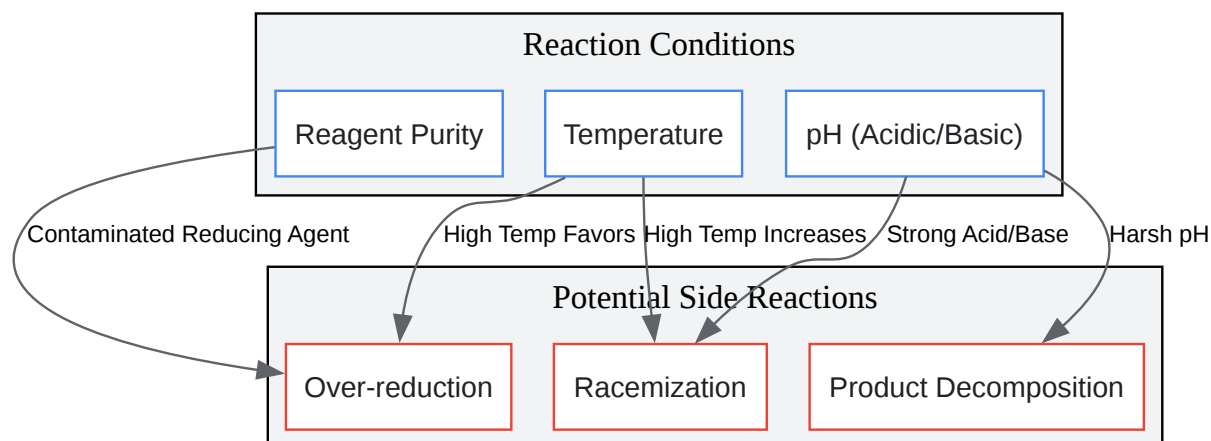 Reaction Conditions
Reagent Purity
Temperature
pH (Acidic/Basic)
Contaminated Reducing Agent
High Temp Favors
High Temp Increases
Strong Acid/Base
Harsh pH
Potential Side Reactions
Over-reduction
Racemization
Product Decomposition